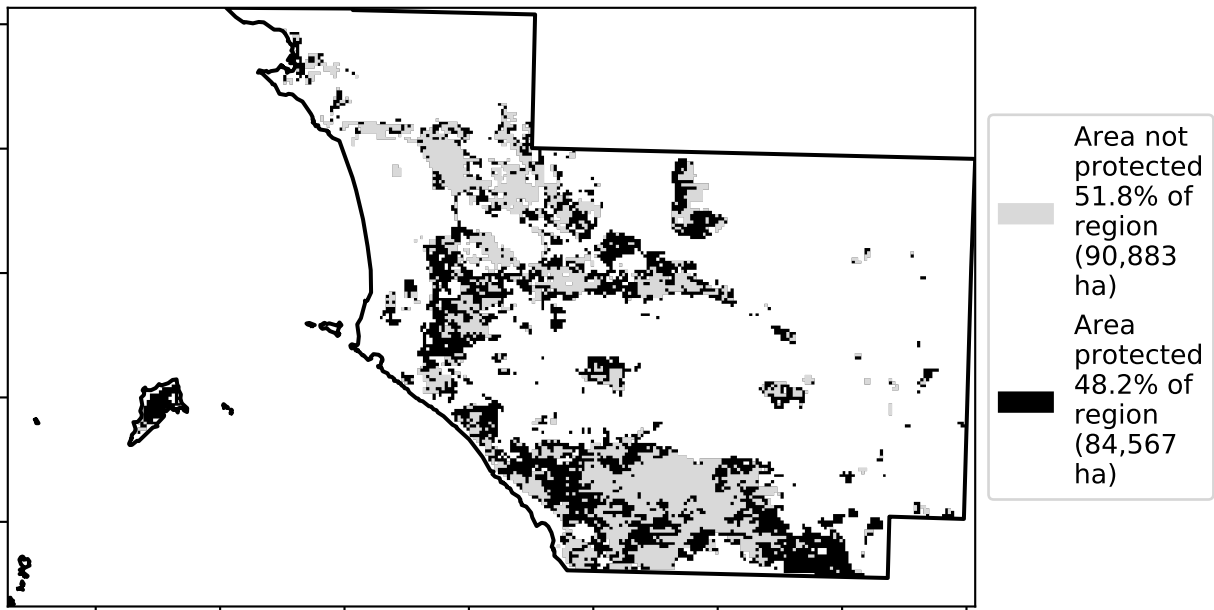 Area not
protected
51.8% of
region
(90,883
ha)
Area
protected
48.2% of
region
(84,567
ha)